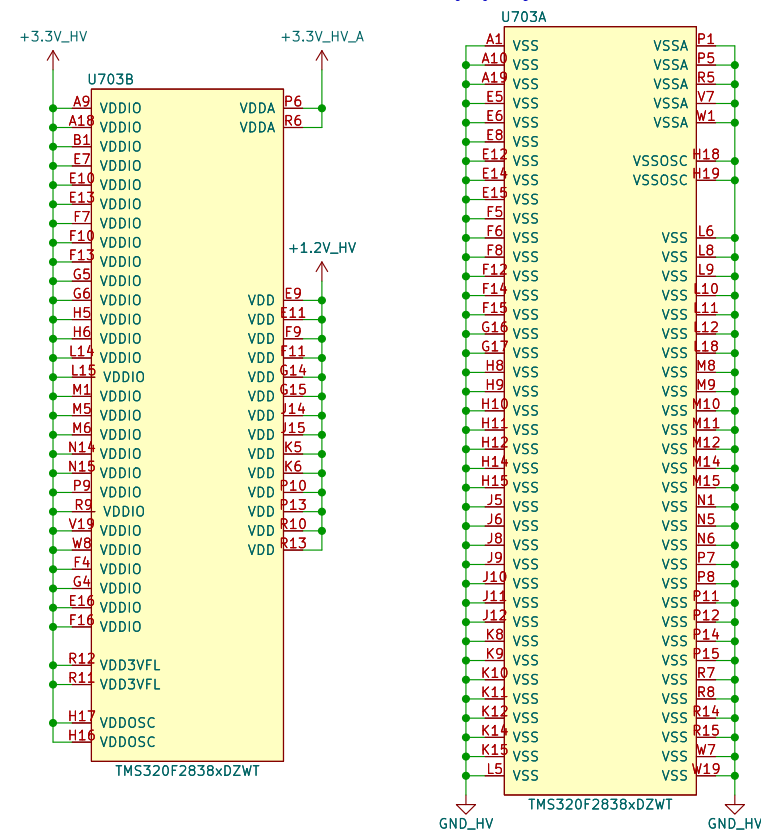 +3.3V_HV
+3.3V_HV_A
U703B
A9 VDDIO VDDA P6
A18 VDDIO VDDA R6
B1 VDDIO
E7 VDDIO
E10 VDDIO
E13 VDDIO
F7 VDDIO
F10 VDDIO
+1.2V_HV
F13 VDDIO
G5 VDDIO
G6 VDDIO VDD E9
H5 VDDIO VDD E11
H6 VDDIO VDD F9
L14 VDDIO VDD F11
L15 VDDIO VDD G14
M1 VDDIO VDD G15
M5 VDDIO VDD J14
M6 VDDIO VDD J15
N14 VDDIO VDD K5
N15 VDDIO VDD K6
P9 VDDIO VDD P10
R9 VDDIO VDD P13
V19 VDDIO VDD R10
W8 VDDIO VDD R13
F4 VDDIO
G4 VDDIO
E16 VDDIO
F16 VDDIO
R12 VDD3VFL
R11 VDD3VFL
H17 VDDOSC
H16 VDDOSC
TMS320F2838xDZWT
U703A
A1 VSS VSSA P1
A10 VSS VSSA P5
A19 VSS VSSA R5
E5 VSS VSSA V7
E6 VSS VSSA W1
E8 VSS
E12 VSS VSSOSC H18
E14 VSS VSSOSC H19
E15 VSS
F5 VSS
F6 VSS VSS L6
F8 VSS VSS L8
F12 VSS VSS L9
F14 VSS VSS L10
F15 VSS VSS L11
G16 VSS VSS L12
G17 VSS VSS L18
H8 VSS VSS M8
H9 VSS VSS M9
H10 VSS VSS M10
H11 VSS VSS M11
H12 VSS VSS M12
H14 VSS VSS M14
H15 VSS VSS M15
J5 VSS VSS N1
J6 VSS VSS N5
J8 VSS VSS N6
J9 VSS VSS P7
J10 VSS VSS P8
J11 VSS VSS P11
J12 VSS VSS P12
K8 VSS VSS P14
K9 VSS VSS P15
K10 VSS VSS R7
K11 VSS VSS R8
K12 VSS VSS R14
K14 VSS VSS R15
K15 VSS VSS W7
L5 VSS VSS W19
TMS320F2838xDZWT
GND_HV
GND_HV